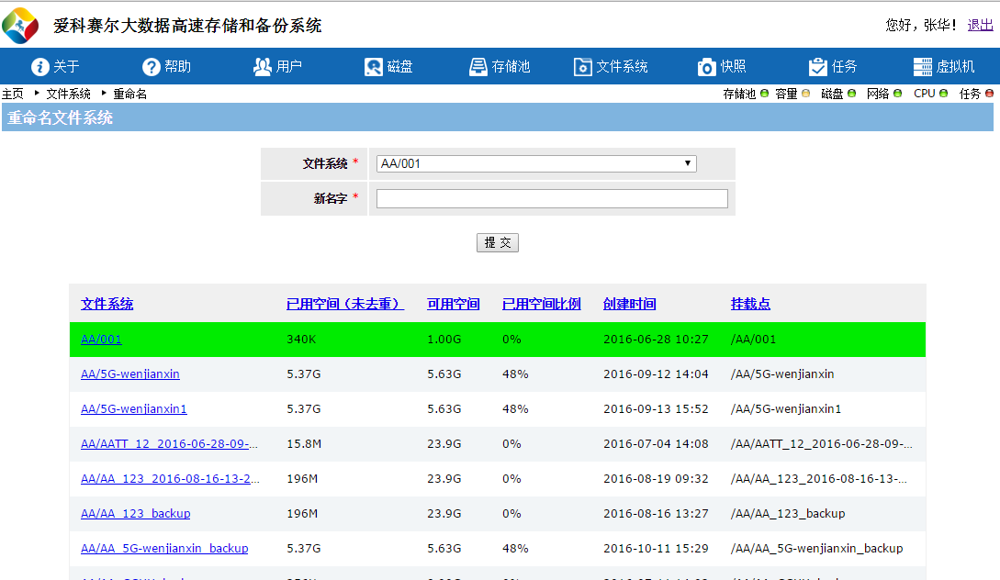 爱科赛尔大数据高速存储和备份系统
您好，张华！ 退出
关于 帮助 用户 磁盘 存储池 文件系统 快照 任务 虚拟机
主页 文件系统 重命名
存储池 容量 磁盘 网络 CPU 任务
重命名文件系统
文件系统 * AA/001
新名字 *
提 交
文件系统 已用空间（未去重） 可用空间 已用空间比例 创建时间 挂载点
AA/001 340K 1.00G 0% 2016-06-28 10:27 /AA/001
AA/5G-wenjianxin 5.37G 5.63G 48% 2016-09-12 14:04 /AA/5G-wenjianxin
AA/5G-wenjianxin1 5.37G 5.63G 48% 2016-09-13 15:52 /AA/5G-wenjianxin1
AA/AATT_12_2016-06-28-09-... 15.8M 23.9G 0% 2016-07-04 14:08 /AA/AATT_12_2016-06-28-09-...
AA/AA_123_2016-08-16-13-2... 196M 23.9G 0% 2016-08-19 09:32 /AA/AA_123_2016-08-16-13-...
AA/AA_123_backup 196M 23.9G 0% 2016-08-16 13:27 /AA/AA_123_backup
AA/AA_5G-wenjianxin_backup 5.37G 5.63G 48% 2016-10-11 15:29 /AA/AA_5G-wenjianxin_backup